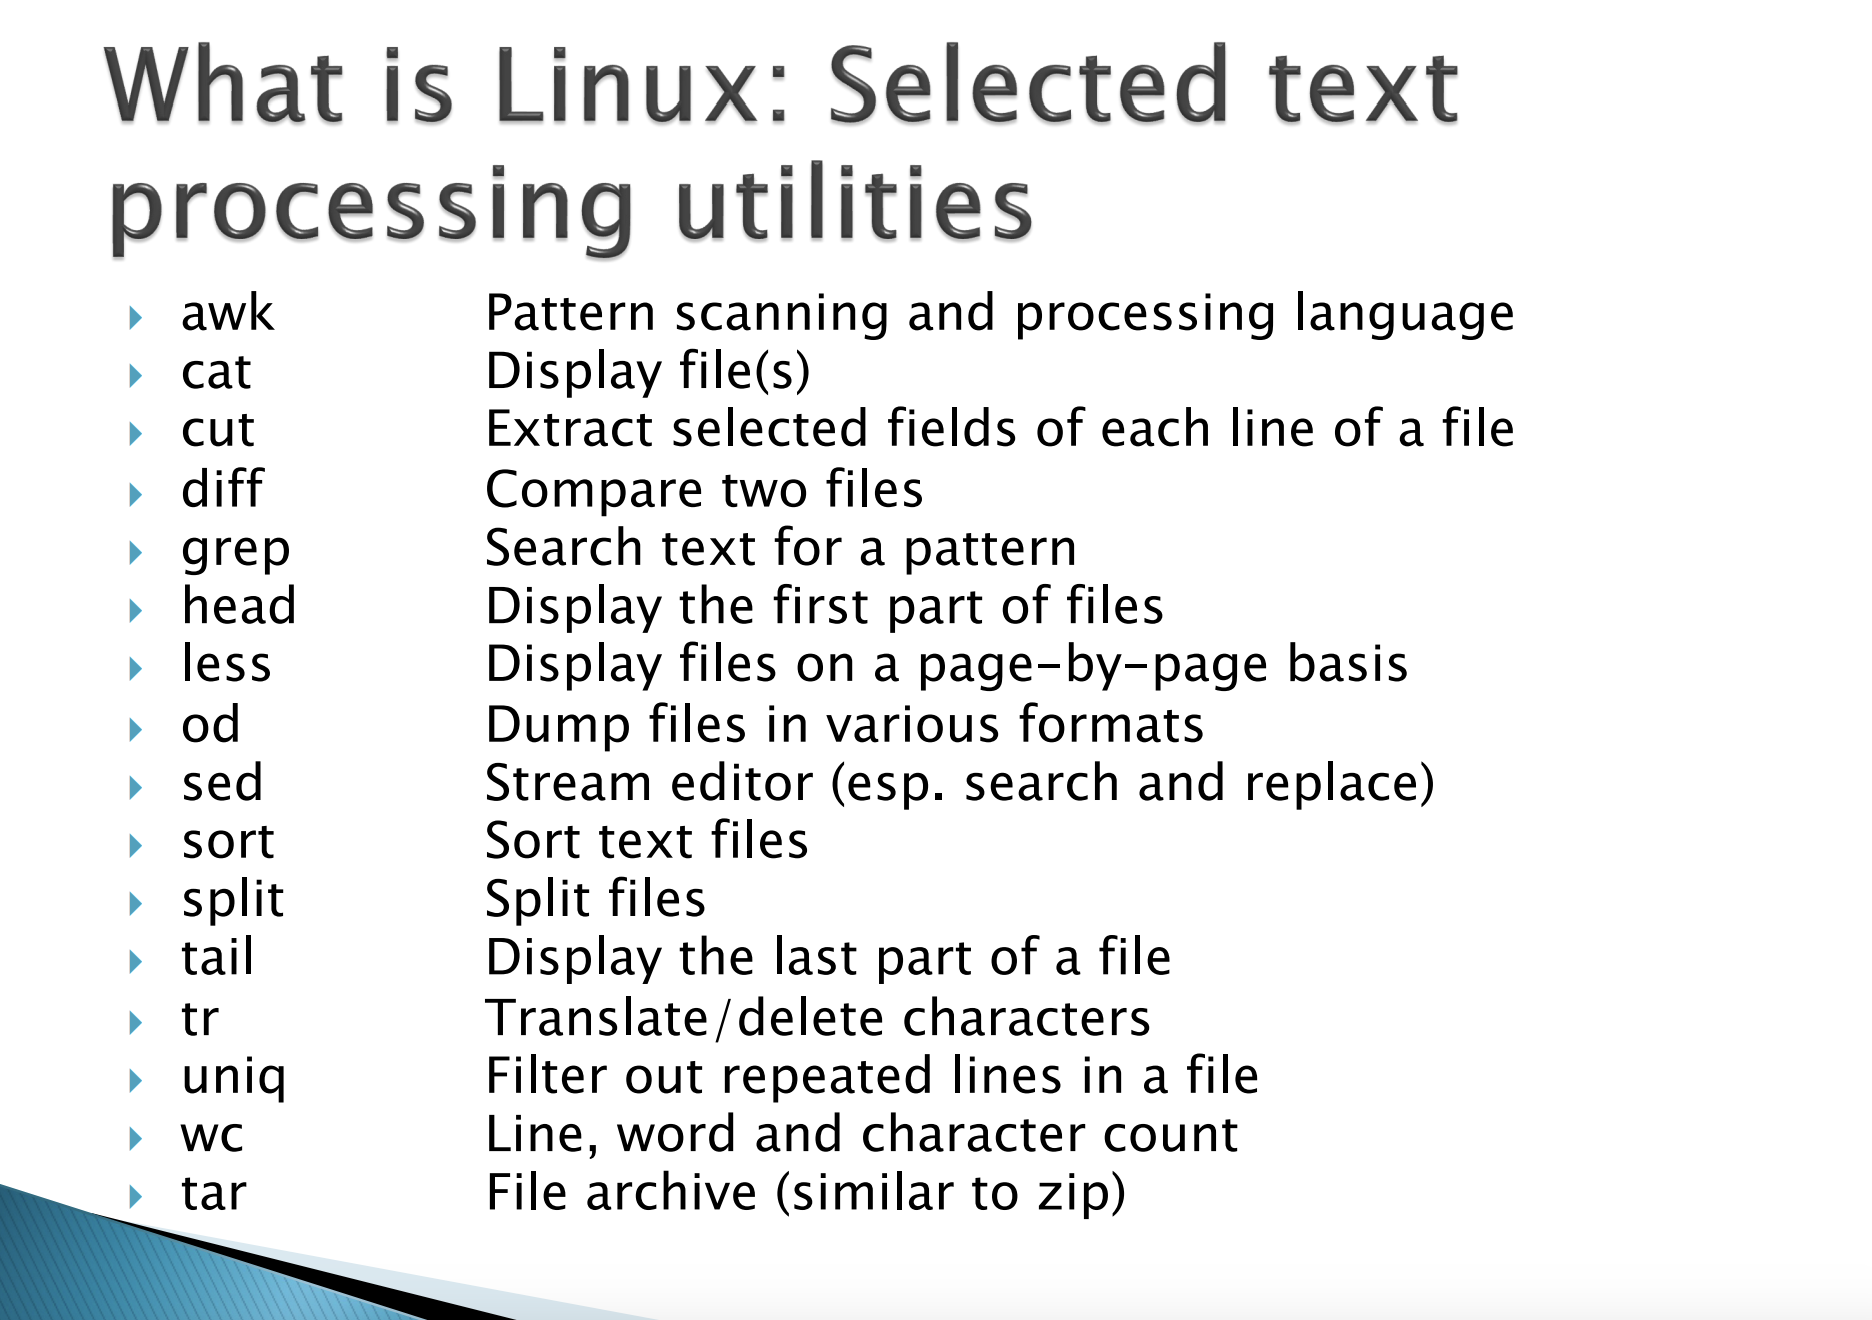 What is Linux: Selected text
processing utilities
awk Pattern scanning and processing language
cat Display file(s)
cut Extract selected fields of each line of a file
diff Compare two files
grep Search text for a pattern
head Display the first part of files
less Display files on a page-by-page basis
od Dump files in various formats
sed Stream editor (esp. search and replace)
sort Sort text files
split Split files
tail Display the last part of a file
tr Translate/delete characters
uniq Filter out repeated lines in a file
wc Line, word and character count
tar File archive (similar to zip)